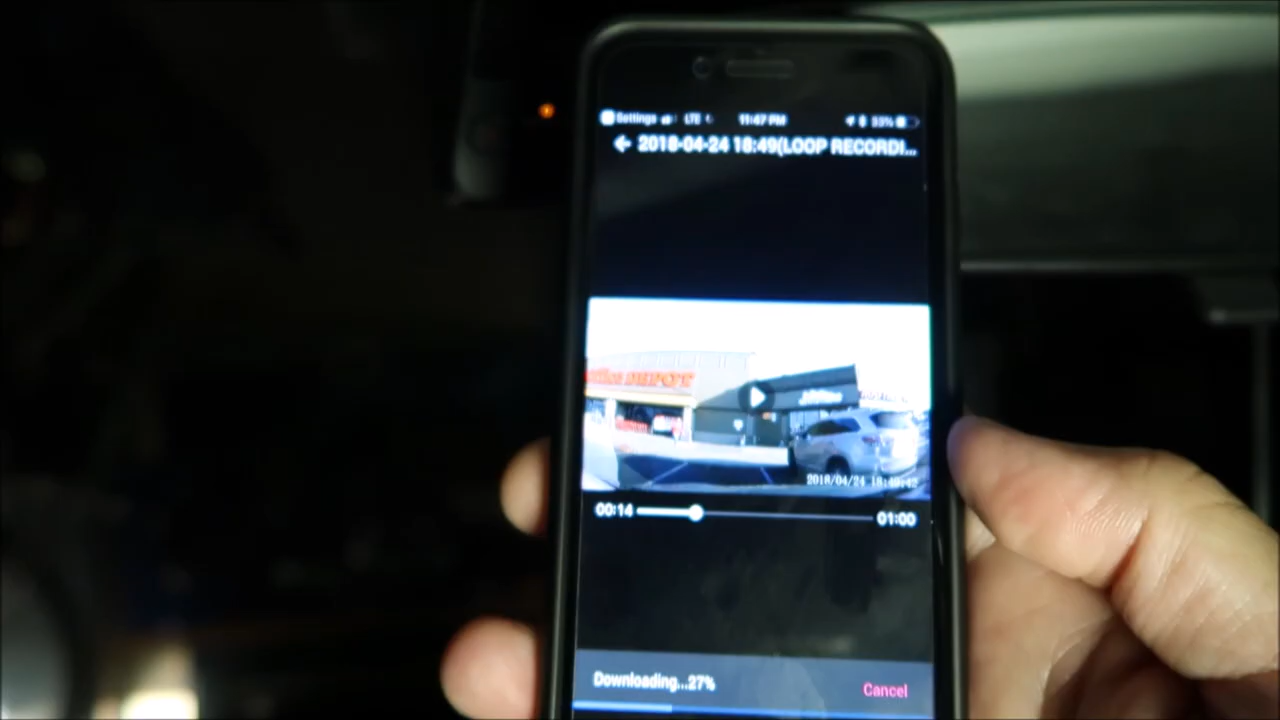 Settings LTE 11:47 PM 33%
2018-04-24 18:49(LOOP RECORDI...
DEPOT
2018/04/24 18:49:42
00:14 01:00
Downloading...27% Cancel